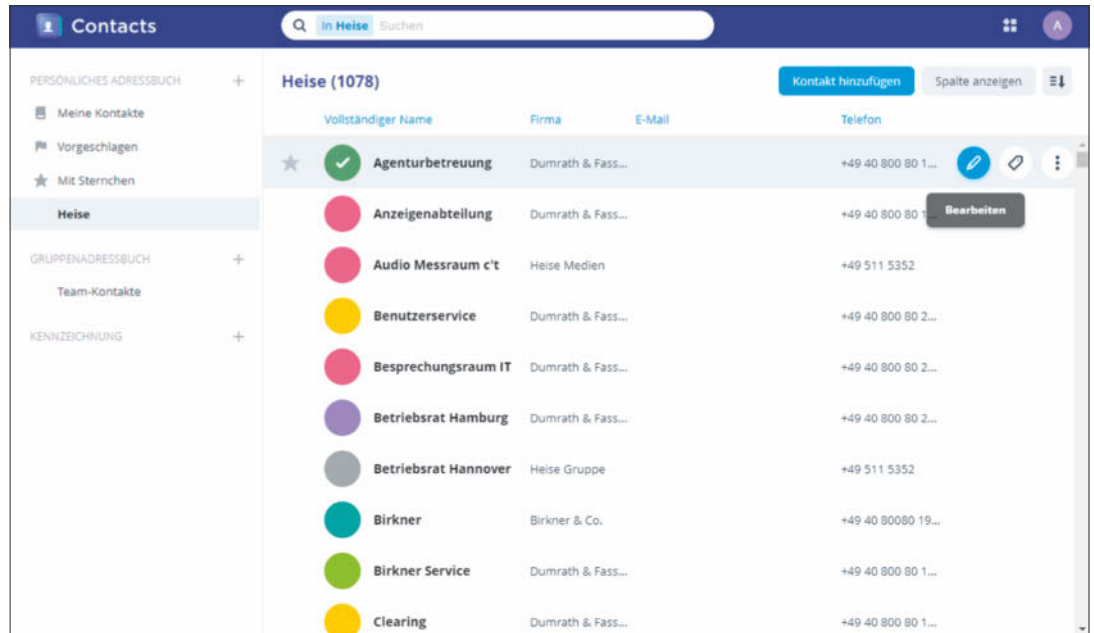 Contacts
In Heise Suchen
A
PERSÖNLICHES ADRESSBUCH +
Meine Kontakte
Vorgeschlagen
Mit Sternchen
Heise
GRUPPENADRESSBUCH +
Team-Kontakte
KENNZEICHNUNG +
Heise (1078)
Kontakt hinzufügen Spalte anzeigen
Vollständiger Name Firma E-Mail Telefon
Agenturbetreuung Dumrath & Fass... +49 40 800 80 1...
Bearbeiten
Anzeigenabteilung Dumrath & Fass... +49 40 800 80 1...
Audio Messraum c't Heise Medien +49 511 5352
Benutzerservice Dumrath & Fass... +49 40 800 80 2...
Besprechungsraum IT Dumrath & Fass... +49 40 800 80 2...
Betriebsrat Hamburg Dumrath & Fass... +49 40 800 80 2...
Betriebsrat Hannover Heise Gruppe +49 511 5352
Birkner Birkner & Co. +49 40 80080 19...
Birkner Service Dumrath & Fass... +49 40 800 80 1...
Clearing Dumrath & Fass... +49 40 800 80 1...